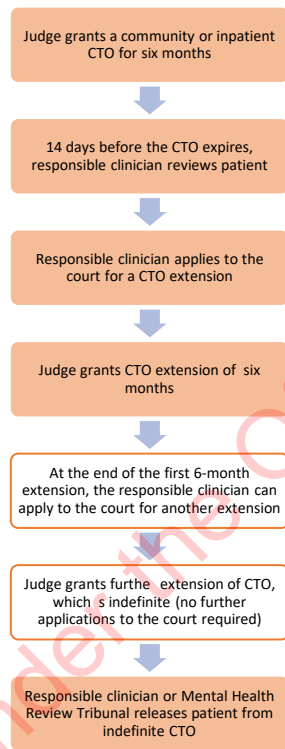 Judge grants a community or inpatient
CTO for six months
14 days before the CTO expires,
responsible clinician reviews patient
Responsible clinician applies to the
court for a CTO extension
Judge grants CTO extension of six
months
At the end of the first 6-month
extension, the responsible clinician can
apply to the court for another extension
Judge grants furthe extension of CTO,
which s indefinite (no further
applications to the court required)
Responsible clinician or Mental Health
Review Tribunal releases patient from
indefinite CTO
under the O